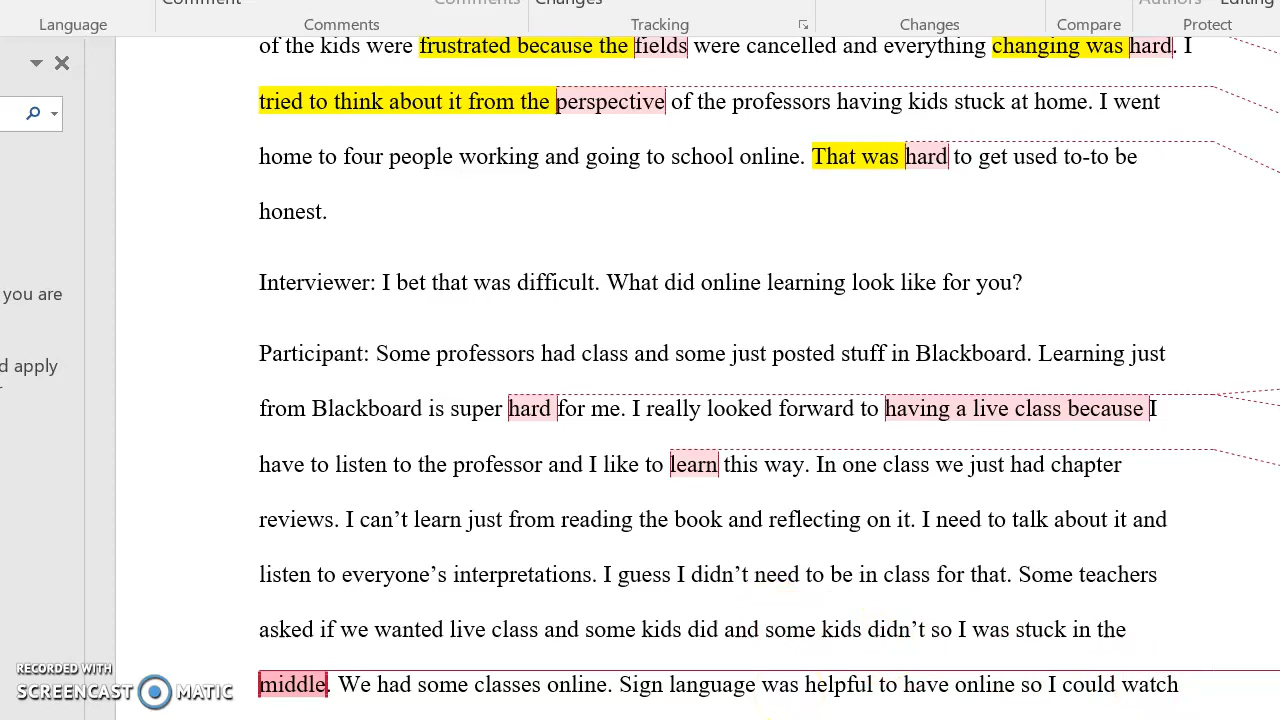 Comment Comments Changes Authors Editing
Language Comments Tracking Changes Compare Protect
of the kids were frustrated because the fields were cancelled and everything changing was hard. I
tried to think about it from the perspective of the professors having kids stuck at home. I went
home to four people working and going to school online. That was hard to get used to-to be
honest.
Interviewer: I bet that was difficult. What did online learning look like for you?
you are
Participant: Some professors had class and some just posted stuff in Blackboard. Learning just
d apply
from Blackboard is super hard for me. I really looked forward to having a live class because I
have to listen to the professor and I like to learn this way. In one class we just had chapter
reviews. I can’t learn just from reading the book and reflecting on it. I need to talk about it and
listen to everyone’s interpretations. I guess I didn’t need to be in class for that. Some teachers
asked if we wanted live class and some kids did and some kids didn’t so I was stuck in the
middle. We had some classes online. Sign language was helpful to have online so I could watch
RECORDED WITH
SCREENCAST MATIC